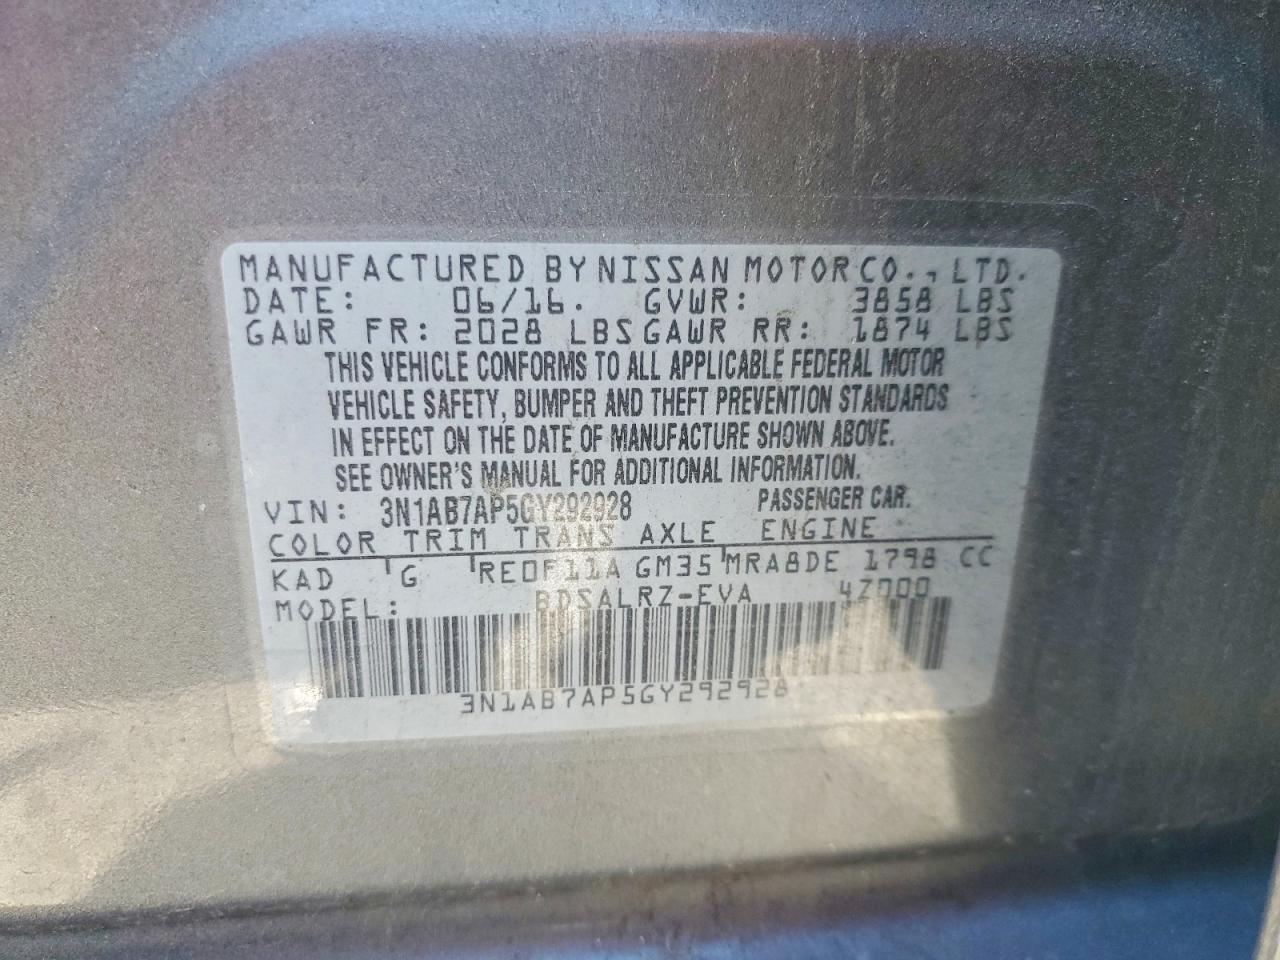 MANUFACTURED BY NISSAN MOTOR CO., LTD.
DATE: 06/16. GVWR: 3858 LBS
GAWR FR: 2028 LBS GAWR RR: 1874 LBS
THIS VEHICLE CONFORMS TO ALL APPLICABLE FEDERAL MOTOR
VEHICLE SAFETY, BUMPER AND THEFT PREVENTION STANDARDS
IN EFFECT ON THE DATE OF MANUFACTURE SHOWN ABOVE.
SEE OWNER'S MANUAL FOR ADDITIONAL INFORMATION.
VIN: 3N1AB7AP5GY292928 PASSENGER CAR.
COLOR TRIM TRANS AXLE ENGINE
KAD G RE0F11A GM35 MRA8DE 1798 CC
MODEL: BDSALRZ-EVA 4Z000
3N1AB7AP5GY292928